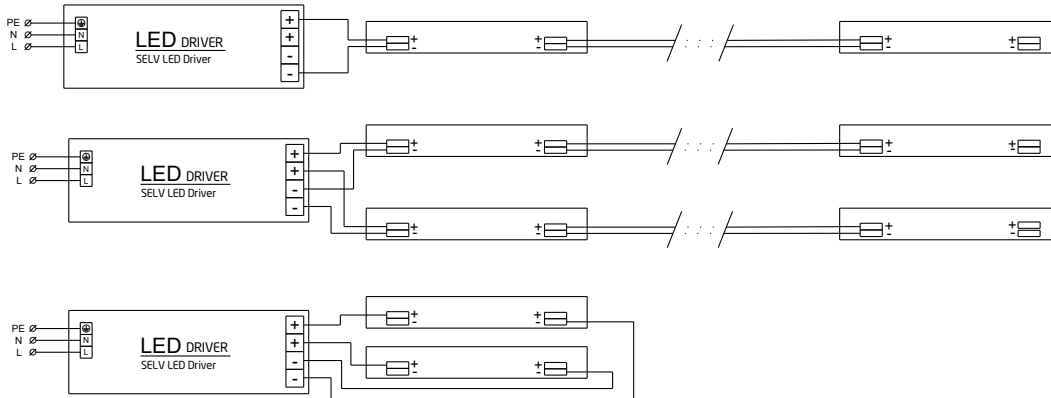 PE
N
L
⏚
N
L
LED DRIVER
SELV LED Driver
+
+
-
-
+
-
+
-
+
-
+
-
PE
N
L
⏚
N
L
LED DRIVER
SELV LED Driver
+
+
-
-
+
-
+
-
+
-
+
-
+
-
+
-
+
-
+
-
PE
N
L
⏚
N
L
LED DRIVER
SELV LED Driver
+
+
-
-
+
-
+
-
+
-
+
-